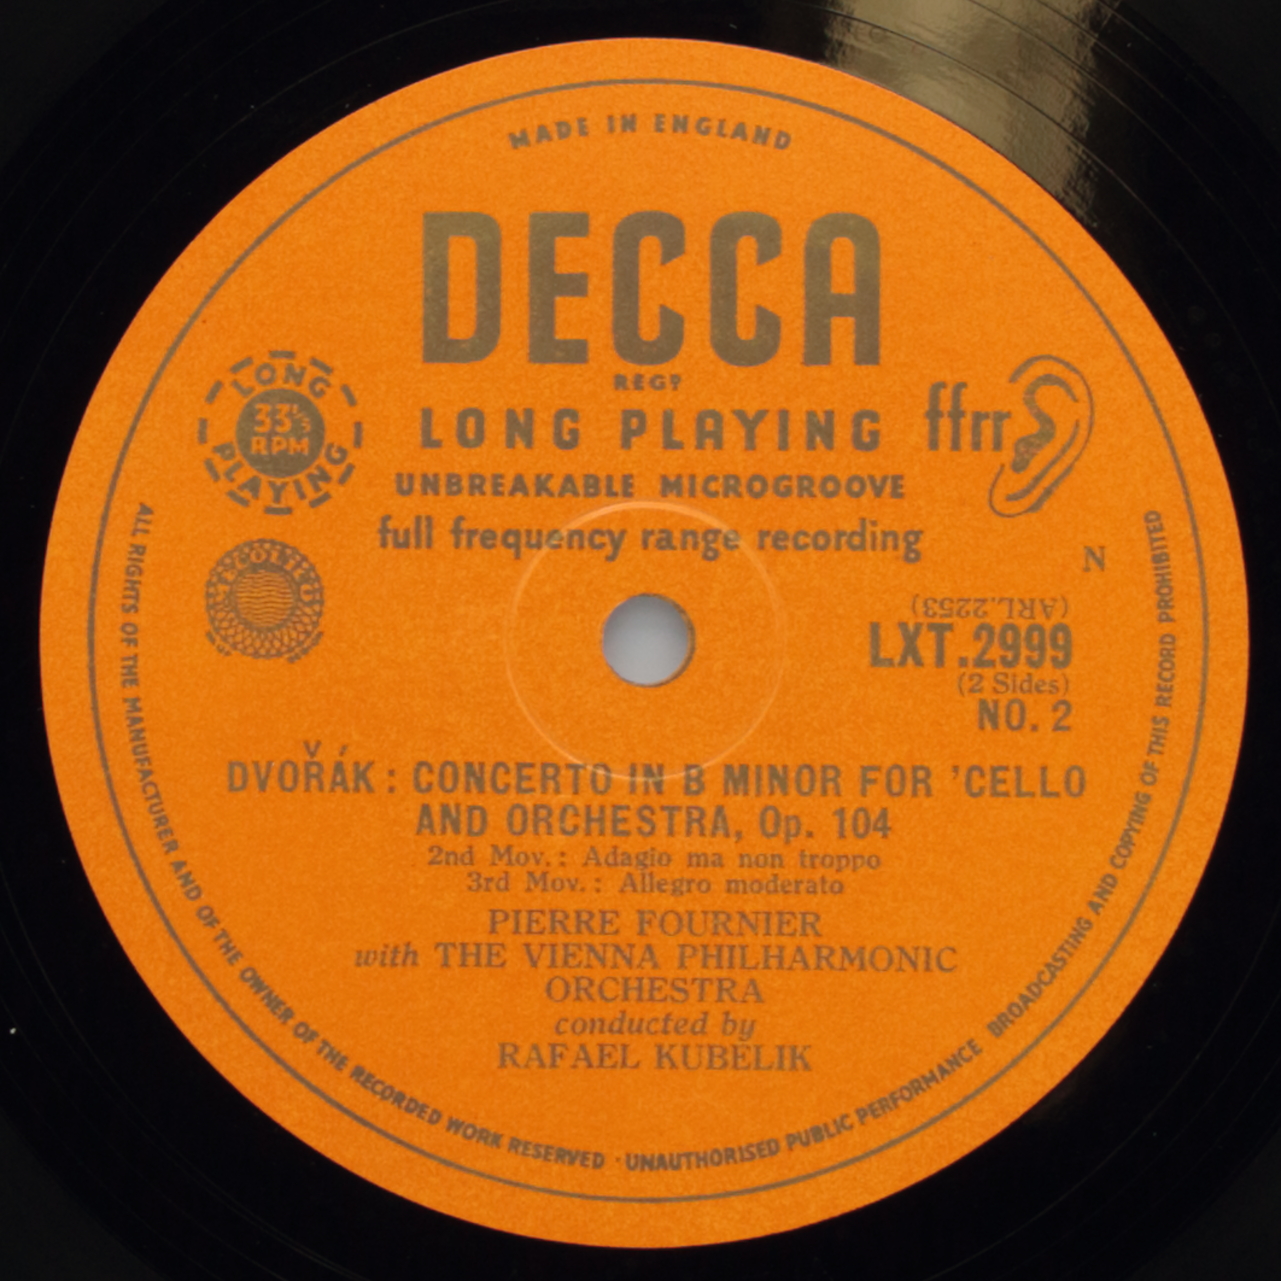 MADE IN ENGLAND
DECCA
REGD
LONG PLAYING
33⅓ RPM
LONG PLAYING
ffrr
UNBREAKABLE MICROGROOVE
full frequency range recording
N
(ARL.2253)
LXT.2999
(2 Sides)
NO. 2
DVOŘÁK : CONCERTO IN B MINOR FOR 'CELLO
AND ORCHESTRA, Op. 104
2nd Mov.: Adagio ma non troppo
3rd Mov.: Allegro moderato
PIERRE FOURNIER
with THE VIENNA PHILHARMONIC
ORCHESTRA
conducted by
RAFAEL KUBELIK
ALL RIGHTS OF THE MANUFACTURER AND OF THE OWNER OF THE RECORDED WORK RESERVED · UNAUTHORISED PUBLIC PERFORMANCE BROADCASTING AND COPYING OF THIS RECORD PROHIBITED